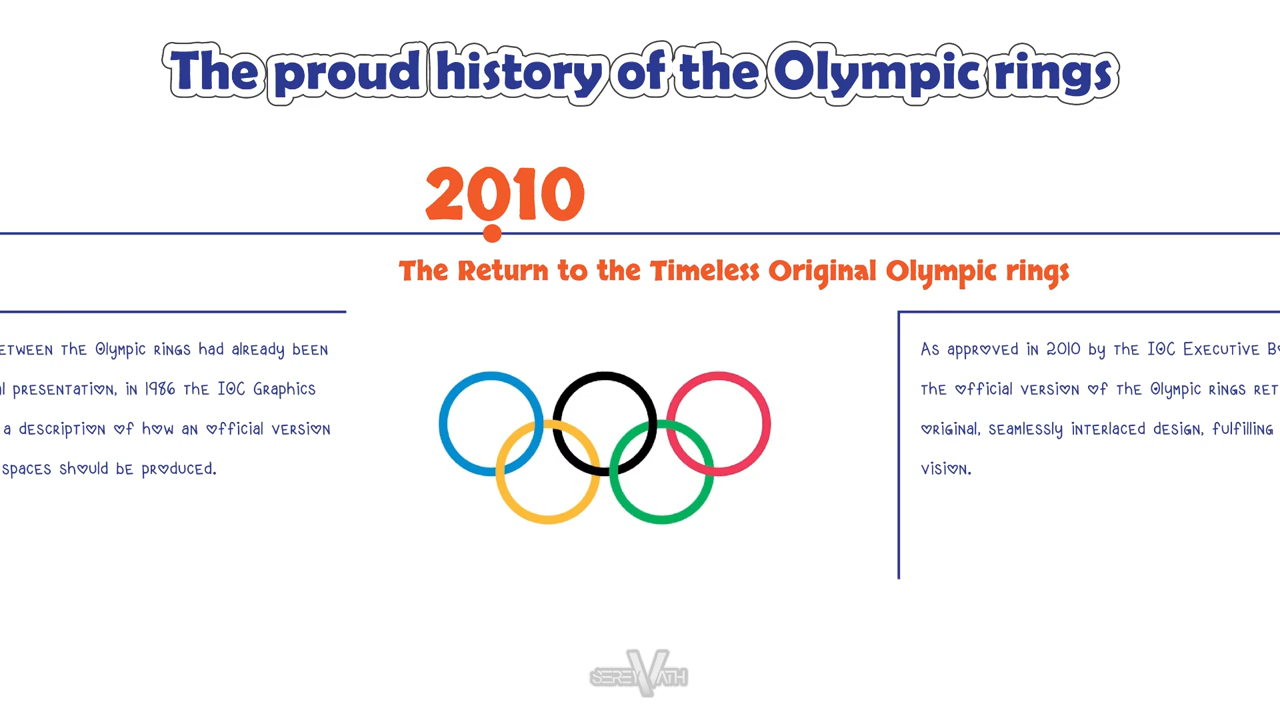 The proud history of the Olympic rings
2010
The Return to the Timeless Original Olympic rings
between the Olympic rings had already been
presentation, in 1986 the IOC Graphics
a description of how an official version
spaces should be produced.
As approved in 2010 by the IOC Executive
the official version of the Olympic rings
original, seamlessly interlaced design, fulfilling
vision.
SEREY VATH